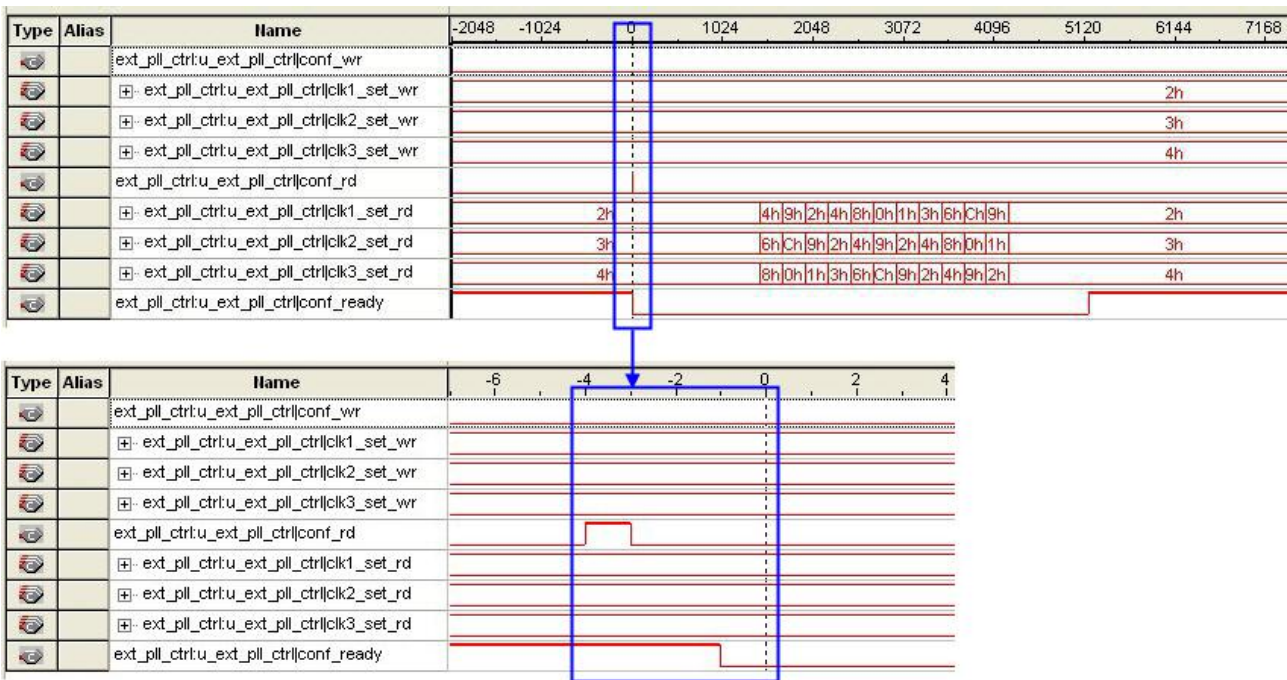 Type Alias Name -2048 -1024 0 1024 2048 3072 4096 5120 6144 7168
ext_pll_ctrl:u_ext_pll_ctrl|conf_wr
ext_pll_ctrl:u_ext_pll_ctrl|clk1_set_wr 2h
ext_pll_ctrl:u_ext_pll_ctrl|clk2_set_wr 3h
ext_pll_ctrl:u_ext_pll_ctrl|clk3_set_wr 4h
ext_pll_ctrl:u_ext_pll_ctrl|conf_rd
ext_pll_ctrl:u_ext_pll_ctrl|clk1_set_rd 2h 4h 9h 2h 4h 8h 0h 1h 3h 6h Ch 9h 2h
ext_pll_ctrl:u_ext_pll_ctrl|clk2_set_rd 3h 6h Ch 9h 2h 4h 9h 2h 4h 8h 0h 1h 3h
ext_pll_ctrl:u_ext_pll_ctrl|clk3_set_rd 4h 8h 0h 1h 3h 6h Ch 9h 2h 4h 9h 2h 4h
ext_pll_ctrl:u_ext_pll_ctrl|conf_ready
Type Alias Name -6 -4 -2 0 2 4
ext_pll_ctrl:u_ext_pll_ctrl|conf_wr
ext_pll_ctrl:u_ext_pll_ctrl|clk1_set_wr
ext_pll_ctrl:u_ext_pll_ctrl|clk2_set_wr
ext_pll_ctrl:u_ext_pll_ctrl|clk3_set_wr
ext_pll_ctrl:u_ext_pll_ctrl|conf_rd
ext_pll_ctrl:u_ext_pll_ctrl|clk1_set_rd
ext_pll_ctrl:u_ext_pll_ctrl|clk2_set_rd
ext_pll_ctrl:u_ext_pll_ctrl|clk3_set_rd
ext_pll_ctrl:u_ext_pll_ctrl|conf_ready